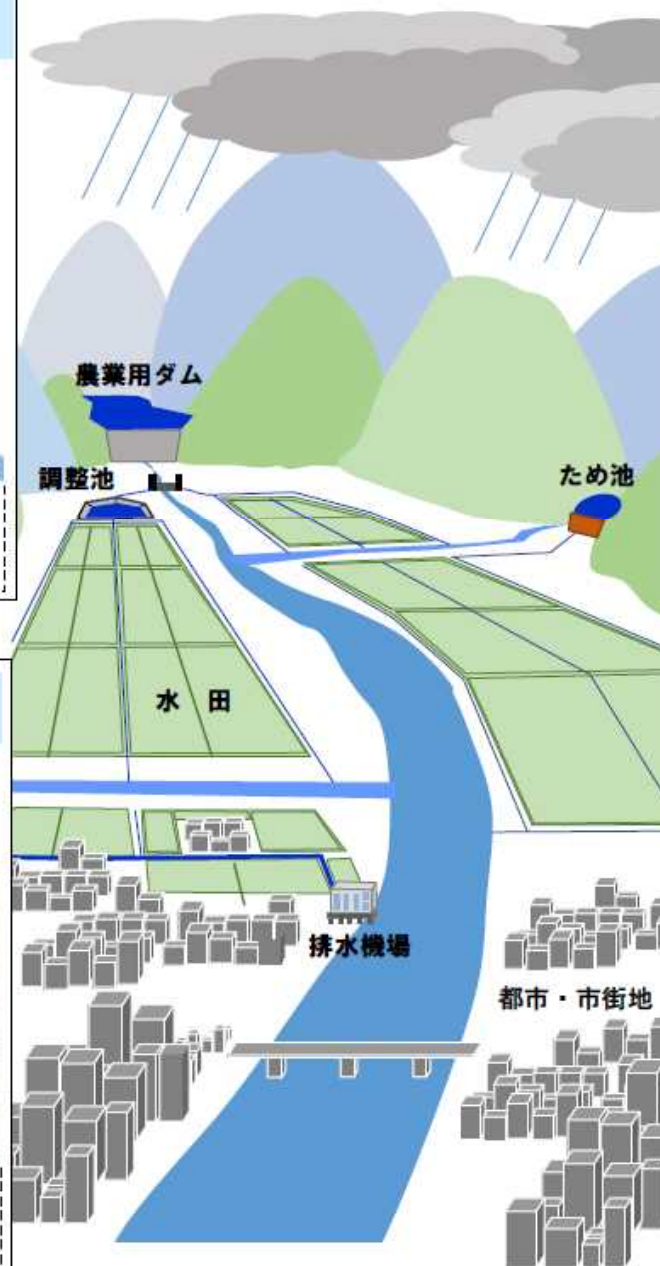 農業用ダム
調整池
ため池
水　田
排水機場
都市・市街地